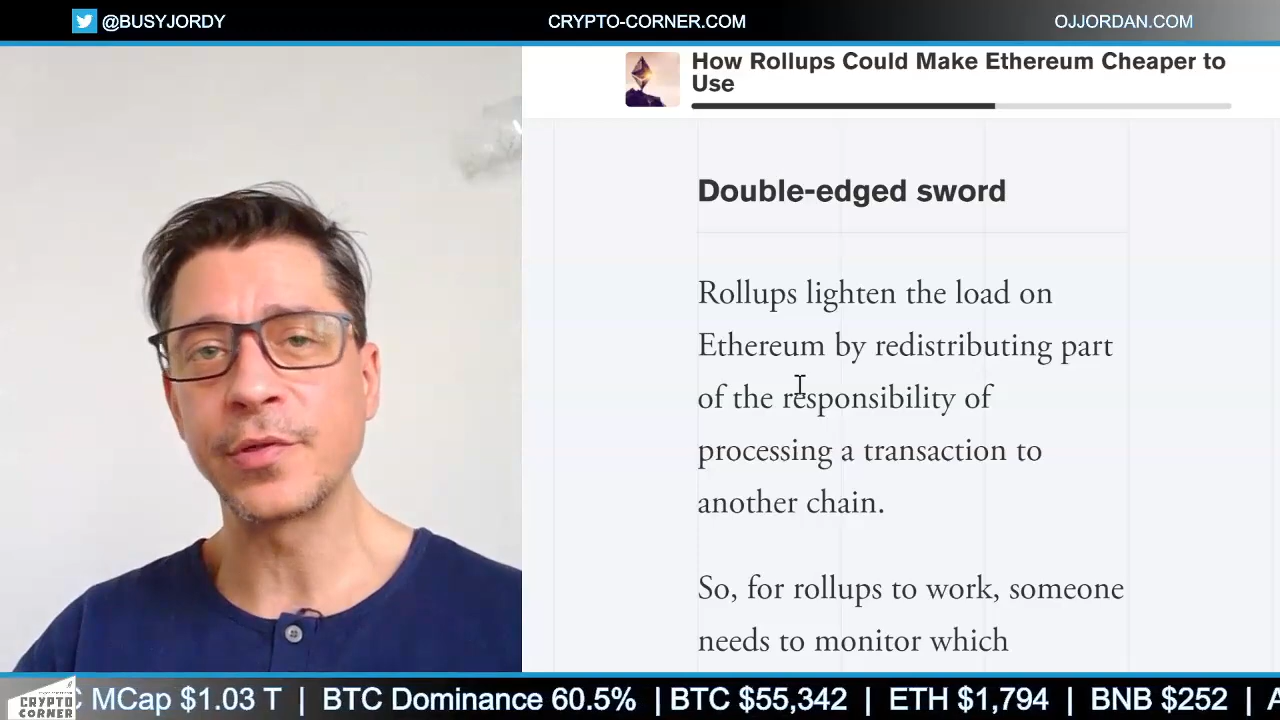 @BUSYJORDY
CRYPTO-CORNER.COM
OJJORDAN.COM
How Rollups Could Make Ethereum Cheaper to
Use
Double-edged sword
Rollups lighten the load on
Ethereum by redistributing part
of the responsibility of
processing a transaction to
another chain.
So, for rollups to work, someone
needs to monitor which
CRYPTO
CORNER
C MCap $1.03 T | BTC Dominance 60.5% | BTC $55,342 | ETH $1,794 | BNB $252 | A